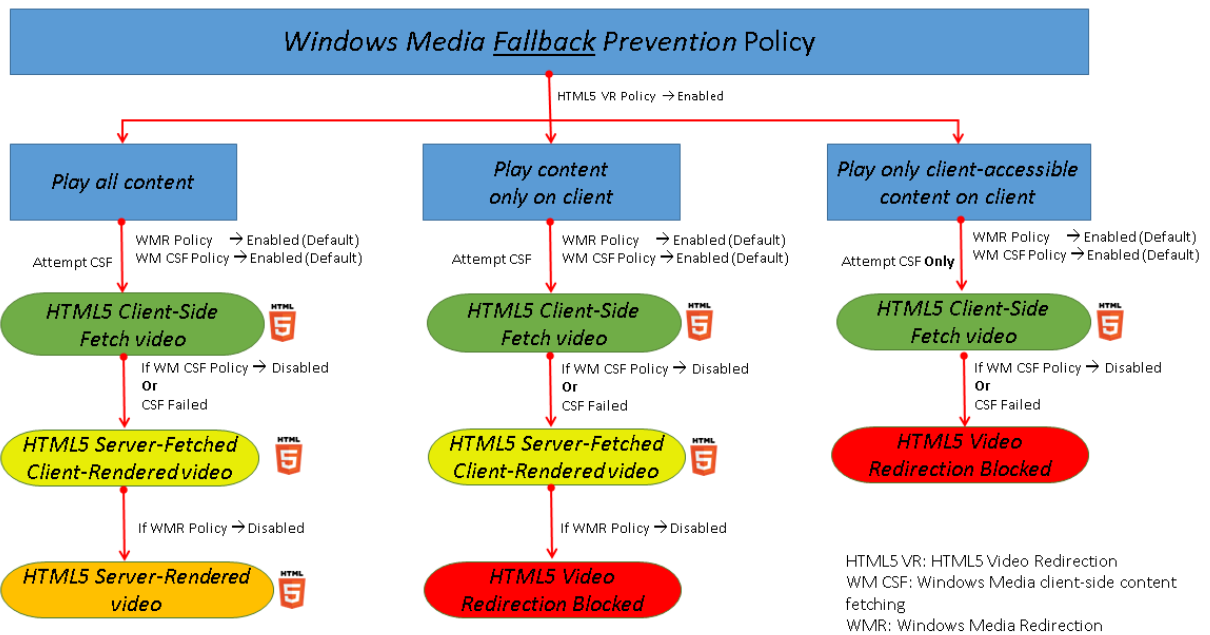 Windows Media Fallback Prevention Policy
HTML5 VR Policy → Enabled
Play all content
WMR Policy → Enabled (Default)
WM CSF Policy → Enabled (Default)
Attempt CSF
HTML5 Client-Side
Fetch video
HTML
5
If WM CSF Policy → Disabled
Or
CSF Failed
HTML5 Server-Fetched
Client-Rendered video
HTML
5
If WMR Policy → Disabled
HTML5 Server-Rendered
video
HTML
5
Play content
only on client
WMR Policy → Enabled (Default)
WM CSF Policy → Enabled (Default)
Attempt CSF
HTML5 Client-Side
Fetch video
HTML
5
If WM CSF Policy → Disabled
Or
CSF Failed
HTML5 Server-Fetched
Client-Rendered video
HTML
5
If WMR Policy → Disabled
HTML5 Video
Redirection Blocked
Play only client-accessible
content on client
WMR Policy → Enabled (Default)
WM CSF Policy → Enabled (Default)
Attempt CSF Only
HTML5 Client-Side
Fetch video
HTML
5
If WM CSF Policy → Disabled
Or
CSF Failed
HTML5 Video
Redirection Blocked
HTML5 VR: HTML5 Video Redirection
WM CSF: Windows Media client-side content
fetching
WMR: Windows Media Redirection